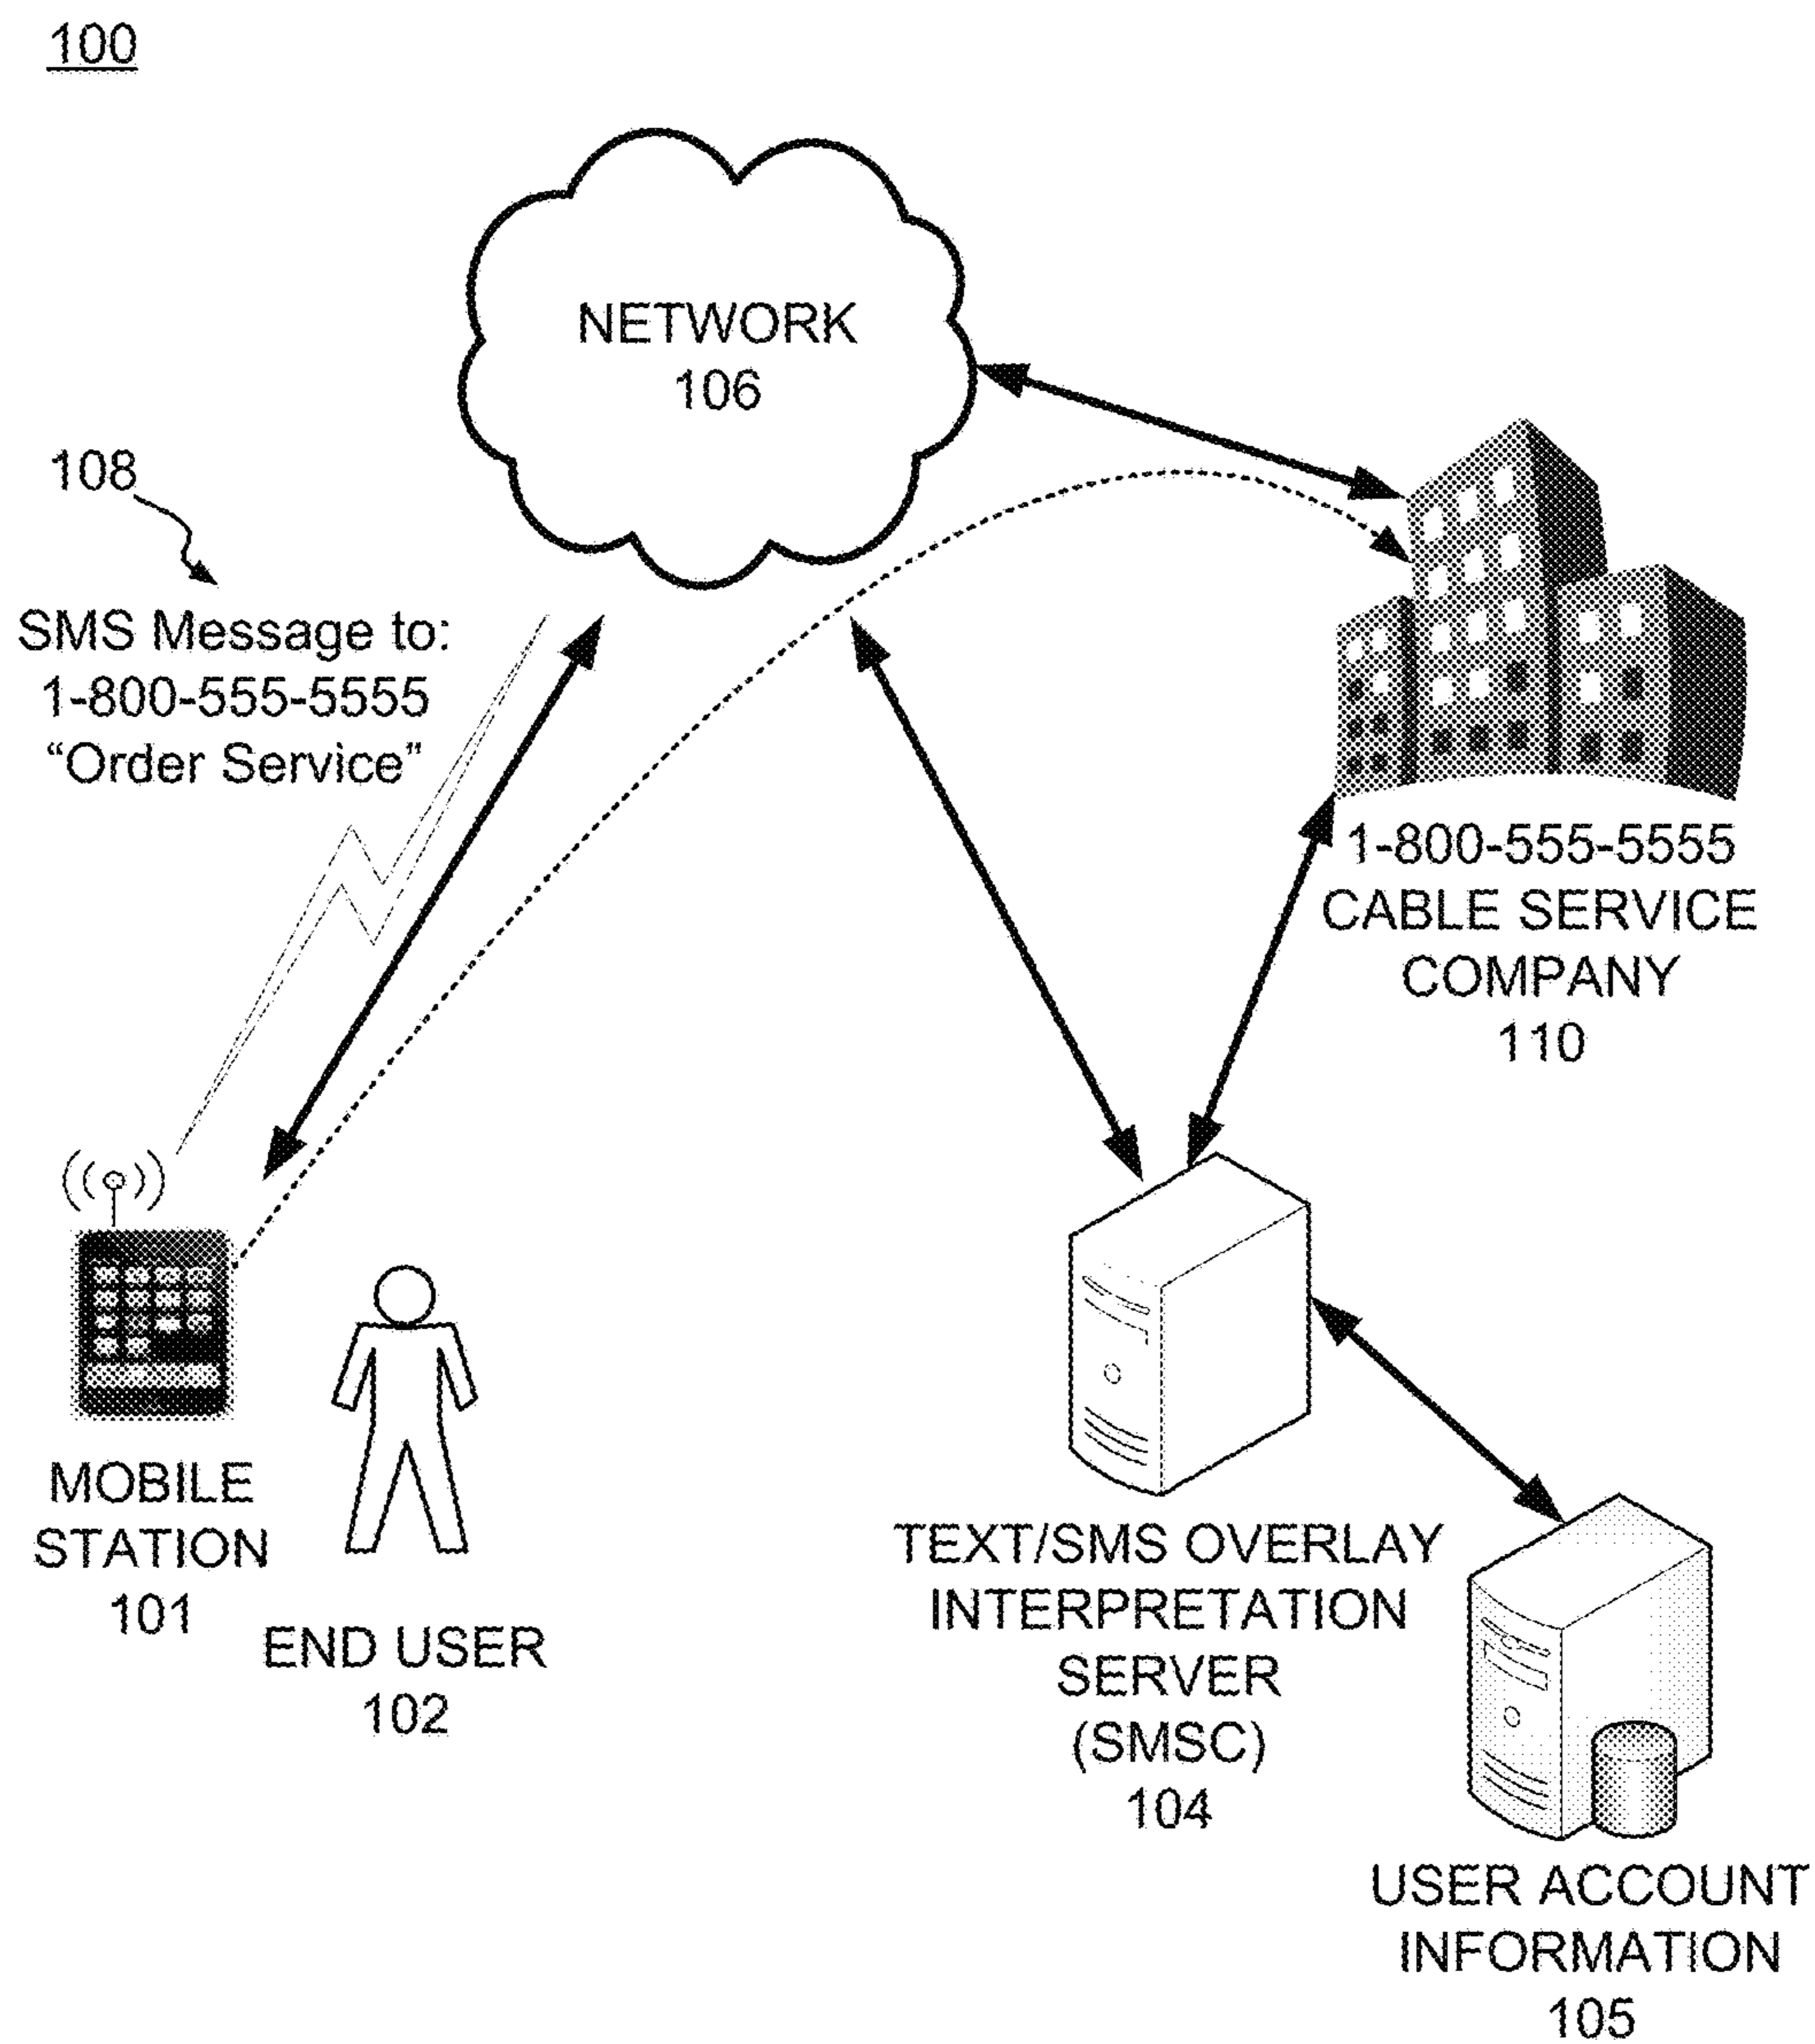 100
NETWORK
106
108
SMS Message to:
1-800-555-5555
“Order Service”
1-800-555-5555
CABLE SERVICE
COMPANY
110
MOBILE
STATION
101
END USER
102
TEXT/SMS OVERLAY
INTERPRETATION
SERVER
(SMSC)
104
USER ACCOUNT
INFORMATION
105